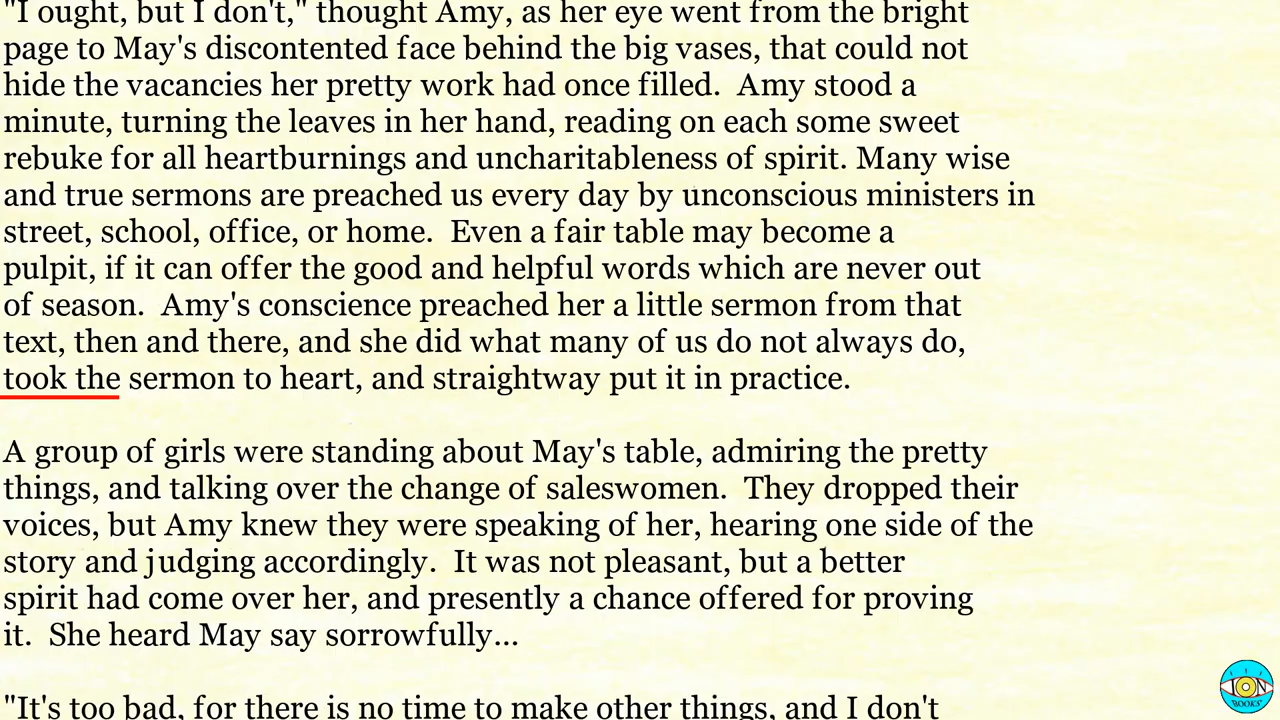 "I ought, but I don't," thought Amy, as her eye went from the bright
page to May's discontented face behind the big vases, that could not
hide the vacancies her pretty work had once filled.  Amy stood a
minute, turning the leaves in her hand, reading on each some sweet
rebuke for all heartburnings and uncharitableness of spirit. Many wise
and true sermons are preached us every day by unconscious ministers in
street, school, office, or home.  Even a fair table may become a
pulpit, if it can offer the good and helpful words which are never out
of season.  Amy's conscience preached her a little sermon from that
text, then and there, and she did what many of us do not always do,
took the sermon to heart, and straightway put it in practice.
A group of girls were standing about May's table, admiring the pretty
things, and talking over the change of saleswomen.  They dropped their
voices, but Amy knew they were speaking of her, hearing one side of the
story and judging accordingly.  It was not pleasant, but a better
spirit had come over her, and presently a chance offered for proving
it.  She heard May say sorrowfully...
"It's too bad, for there is no time to make other things, and I don't
ION
BOOKS